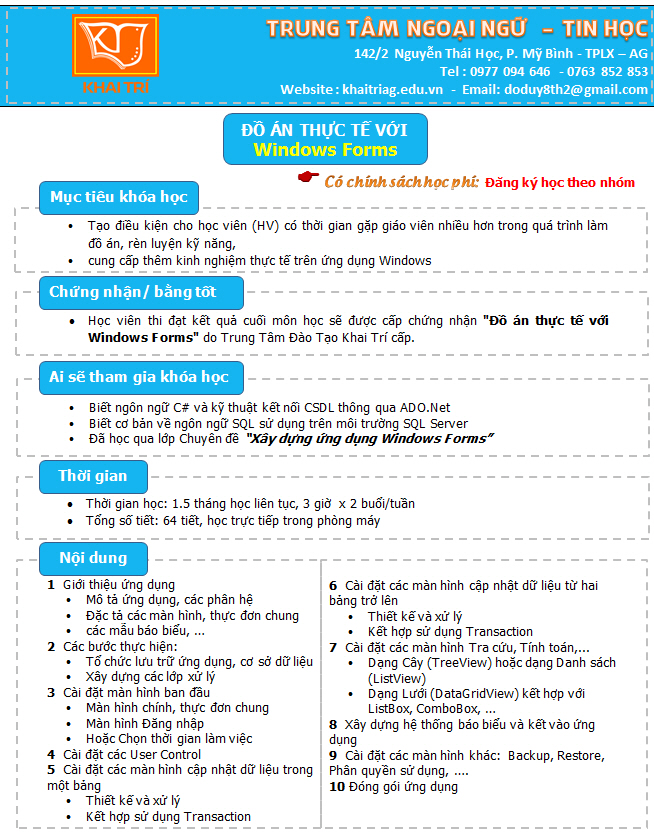 TRUNG TÂM NGOẠI NGỮ – TIN HỌC
142/2 Nguyễn Thái Học, P. Mỹ Bình - TPLX – AG
Tel : 0977 094 646 - 0763 852 853
Website : khaitriag.edu.vn - Email: doduy8th2@gmail.com
KT
KHAI TRÍ
ĐỒ ÁN THỰC TẾ VỚI
Windows Forms
Có chính sách học phí: Đăng ký học theo nhóm
Mục tiêu khóa học
• Tạo điều kiện cho học viên (HV) có thời gian gặp giáo viên nhiều hơn trong quá trình làm
đồ án, rèn luyện kỹ năng,
• cung cấp thêm kinh nghiệm thực tế trên ứng dụng Windows
Chứng nhận/ bằng tốt
• Học viên thi đạt kết quả cuối môn học sẽ được cấp chứng nhận "Đồ án thực tế với
Windows Forms" do Trung Tâm Đào Tạo Khai Trí cấp.
Ai sẽ tham gia khóa học
• Biết ngôn ngữ C# và kỹ thuật kết nối CSDL thông qua ADO.Net
• Biết cơ bản về ngôn ngữ SQL sử dụng trên môi trường SQL Server
• Đã học qua lớp Chuyên đề "Xây dựng ứng dụng Windows Forms”
Thời gian
• Thời gian học: 1.5 tháng học liên tục, 3 giờ x 2 buổi/tuần
• Tổng số tiết: 64 tiết, học trực tiếp trong phòng máy
Nội dung
1 Giới thiệu ứng dụng
• Mô tả ứng dụng, các phân hệ
• Đặc tả các màn hình, thực đơn chung
• các mẫu báo biểu, ...
2 Các bước thực hiện:
• Tổ chức lưu trữ ứng dụng, cơ sở dữ liệu
• Xây dựng các lớp xử lý
3 Cài đặt màn hình ban đầu
• Màn hình chính, thực đơn chung
• Màn hình Đăng nhập
• Hoặc Chọn thời gian làm việc
4 Cài đặt các User Control
5 Cài đặt các màn hình cập nhật dữ liệu trong
một bảng
• Thiết kế và xử lý
• Kết hợp sử dụng Transaction
6 Cài đặt các màn hình cập nhật dữ liệu từ hai
bảng trở lên
• Thiết kế và xử lý
• Kết hợp sử dụng Transaction
7 Cài đặt các màn hình Tra cứu, Tính toán,...
• Dạng Cây (TreeView) hoặc dạng Danh sách
(ListView)
• Dạng Lưới (DataGridView) kết hợp với
ListBox, ComboBox, ...
8 Xây dựng hệ thống báo biểu và kết vào ứng
dụng
9 Cài đặt các màn hình khác: Backup, Restore,
Phân quyền sử dụng, ....
10 Đóng gói ứng dụng